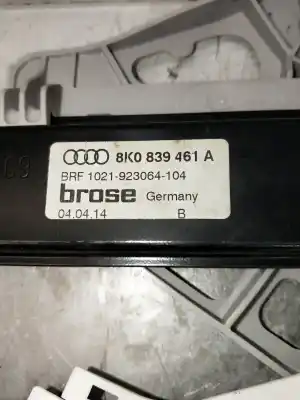 8K0 839 461 A
BRF 1021-923064-104
brose Germany
04.04.14 B